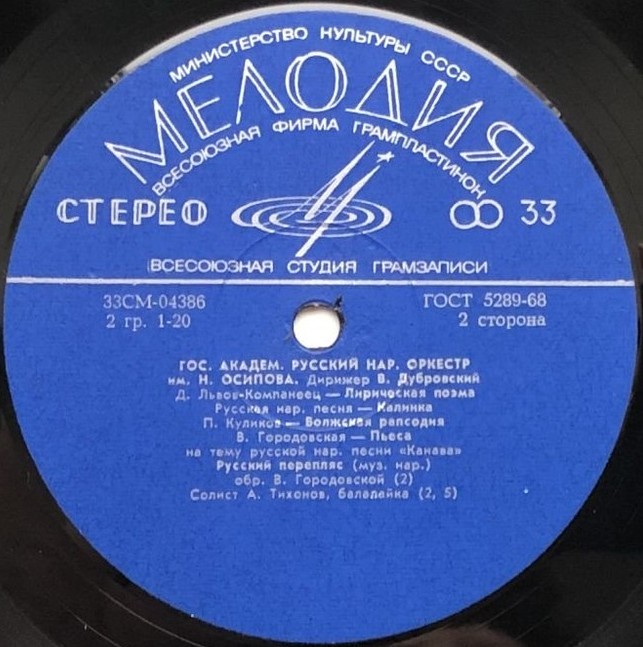 МИНИСТЕРСТВО КУЛЬТУРЫ СССР
МЕЛОДИЯ
ВСЕСОЮЗНАЯ ФИРМА ГРАМПЛАСТИНОК
СТЕРЕО
33
ВСЕСОЮЗНАЯ СТУДИЯ ГРАМЗАПИСИ
33СМ-04386
ГОСТ 5289-68
2 гр. 1-20
2 сторона
ГОС. АКАДЕМ. РУССКИЙ НАР. ОРКЕСТР
им. Н. ОСИПОВА. Дирижер В. Дубровский
Д. Львов-Компанеец — Лирическая поэма
Русская нар. песня — Калинка
П. Куликов — Волжская рапсодия
В. Городовская — Пьеса
на тему русской нар. песни «Канава»
Русский перепляс (муз. нар.)
обр. В. Городовской (2)
Солист А. Тихонов, балалайка (2, 5)